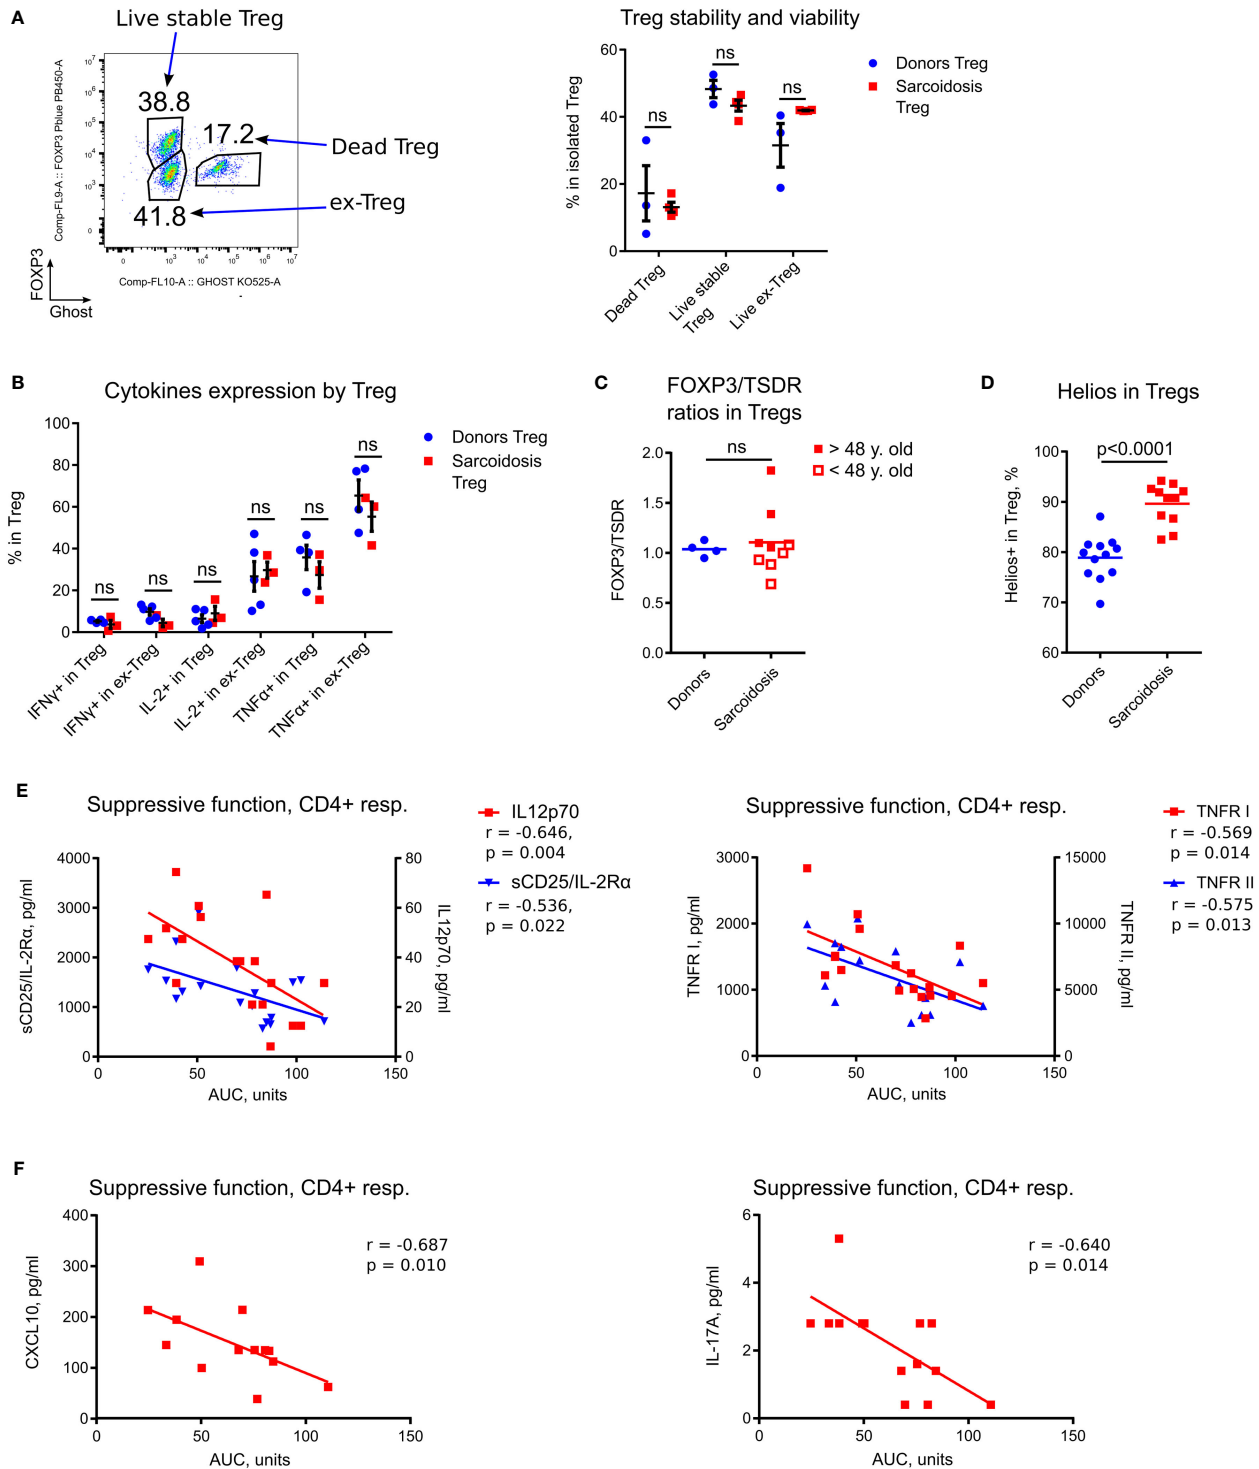 A
Live stable Treg
38.8
17.2
Dead Treg
ex-Treg
41.8
Comp-FL9-A :: FOXP3 Pblue PB450-A
10⁷
10⁶
10⁵
10⁴
10³
0
0
10³
10⁴
10⁵
10⁶
10⁷
Comp-FL10-A :: GHOST KO525-A
FOXP3
Ghost
Treg stability and viability
% in isolated Treg
60
40
20
0
ns
ns
ns
Dead Treg
Live stable
Treg
Live ex-Treg
Donors Treg
Sarcoidosis
Treg
B
Cytokines expression by Treg
% in Treg
100
80
60
40
20
0
ns
ns
ns
ns
ns
ns
IFNγ+ in Treg
IFNγ+ in ex-Treg
IL-2+ in Treg
IL-2+ in ex-Treg
TNFα+ in Treg
TNFα+ in ex-Treg
Donors Treg
Sarcoidosis
Treg
C
FOXP3/TSDR
ratios in Tregs
FOXP3/TSDR
2.0
1.5
1.0
0.5
0.0
ns
Donors
Sarcoidosis
> 48 y. old
< 48 y. old
D
Helios in Tregs
Helios+ in Treg, %
100
90
80
70
60
p<0.0001
Donors
Sarcoidosis
E
Suppressive function, CD4+ resp.
sCD25/IL-2Rα, pg/ml
4000
3000
2000
1000
0
80
60
40
20
0
IL12p70, pg/ml
0
50
100
150
AUC, units
IL12p70
r = -0.646,
p = 0.004
sCD25/IL-2Rα
r = -0.536,
p = 0.022
Suppressive function, CD4+ resp.
TNFR I, pg/ml
3000
2000
1000
0
15000
10000
5000
0
TNFR II, pg/ml
0
50
100
150
AUC, units
TNFR I
r = -0.569
p = 0.014
TNFR II
r = -0.575
p = 0.013
F
Suppressive function, CD4+ resp.
CXCL10, pg/ml
400
300
200
100
0
0
50
100
150
AUC, units
r = -0.687
p = 0.010
Suppressive function, CD4+ resp.
IL-17A, pg/ml
6
4
2
0
0
50
100
150
AUC, units
r = -0.640
p = 0.014